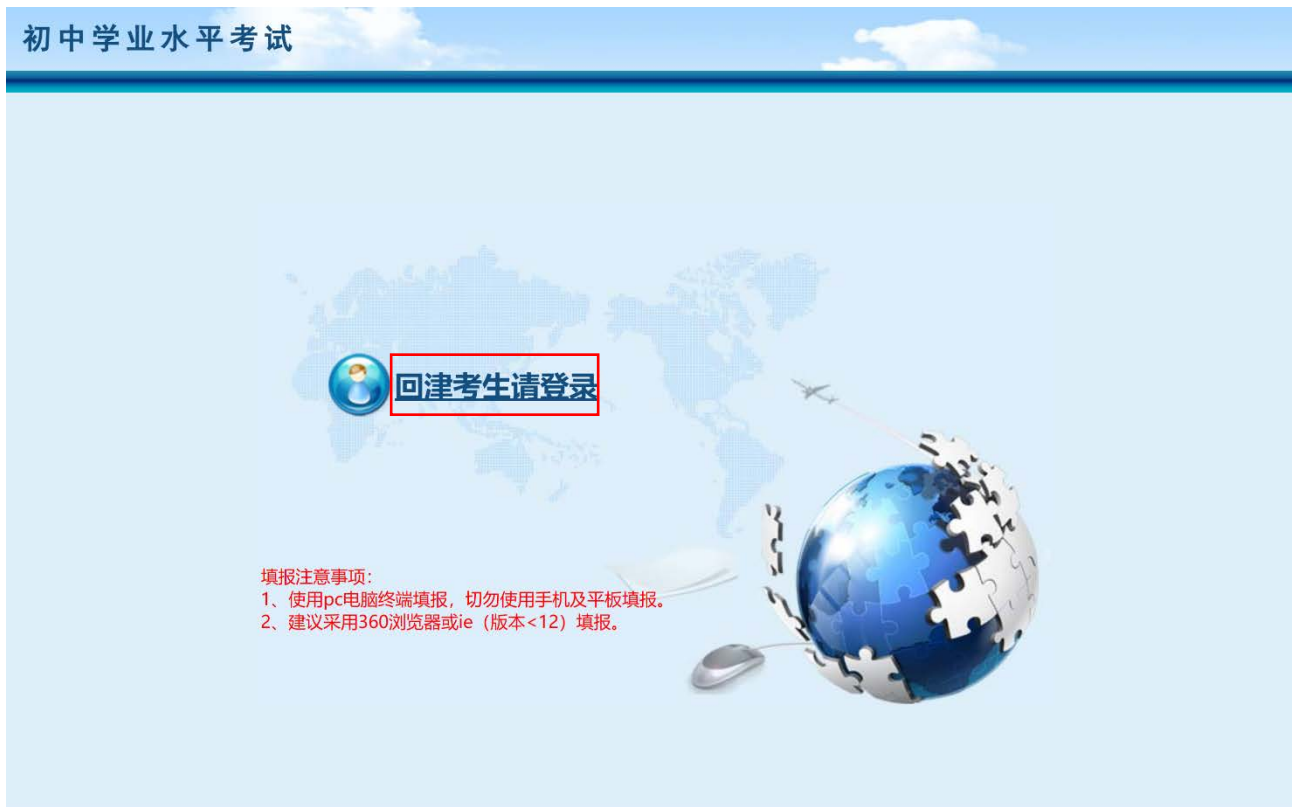 初中学业水平考试
回津考生请登录
填报注意事项：
1、使用pc电脑终端填报，切勿使用手机及平板填报。
2、建议采用360浏览器或ie（版本<12）填报。